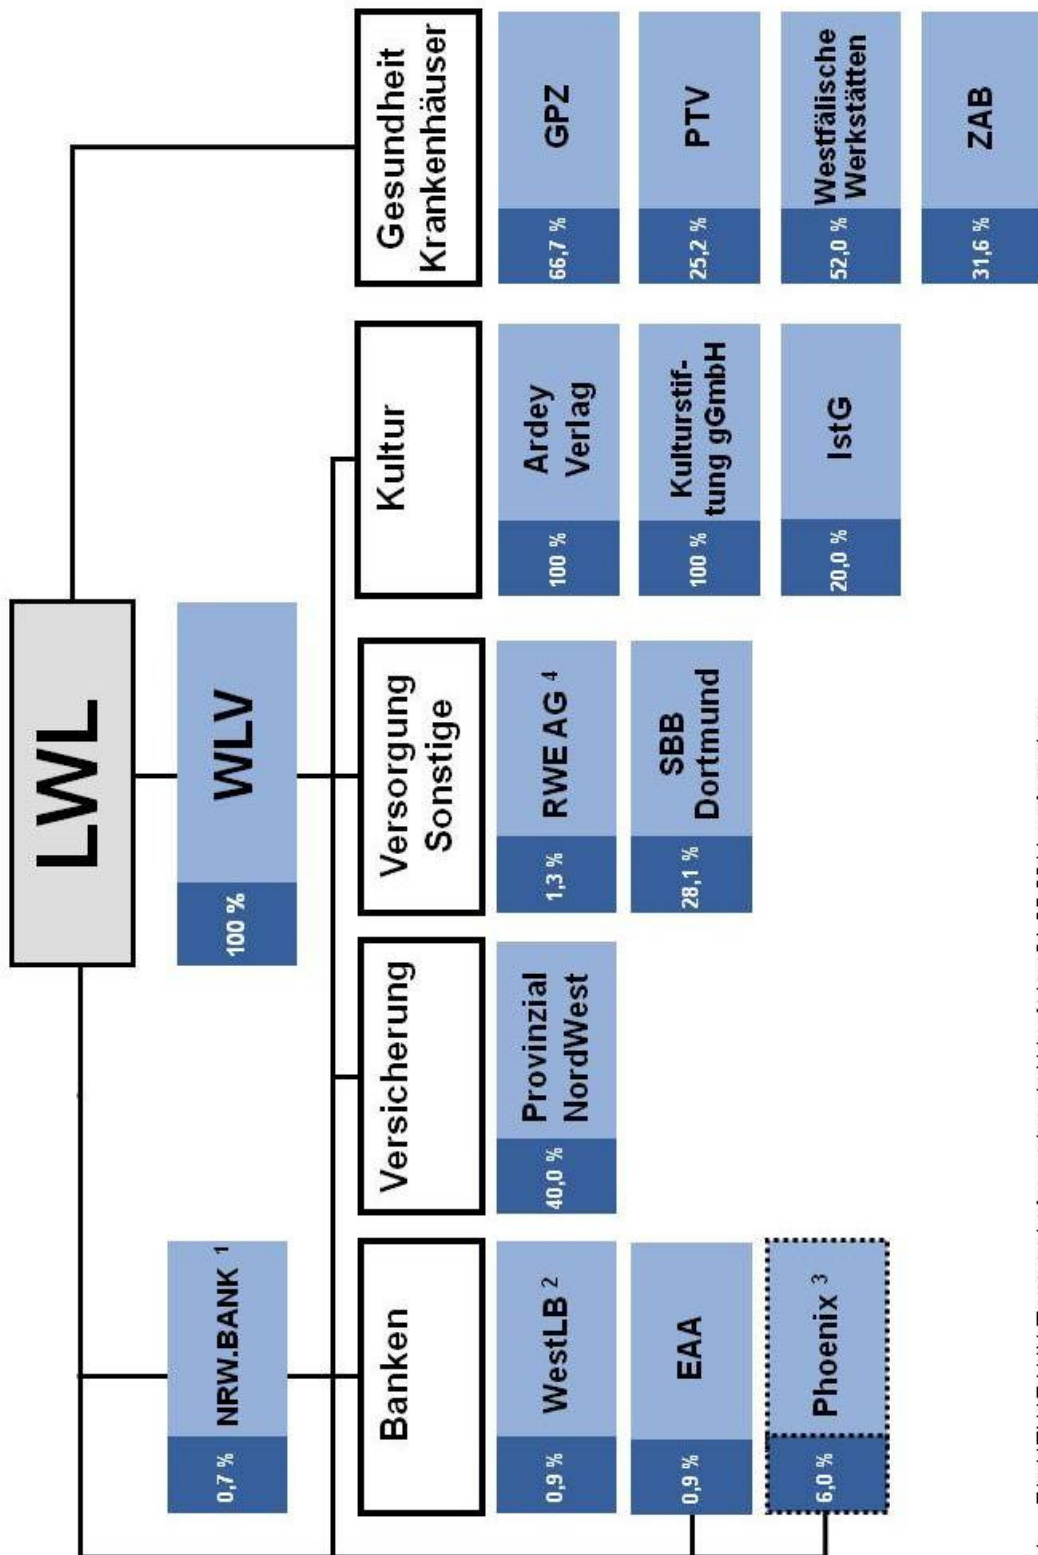 LWL
100 %
WLV
0,7 %
NRW.BANK 1
Banken
Versicherung
Versorgung
Sonstige
Kultur
Gesundheit
Krankenhäuser
0,9 %
WestLB 2
0,9 %
EAA
6,0 %
Phoenix 3
40,0 %
Provinzial
NordWest
1,3 %
RWE AG 4
28,1 %
SBB
Dortmund
100 %
Ardey
Verlag
100 %
Kulturstif-
tung gGmbH
20,0 %
IstG
66,7 %
GPZ
25,2 %
PTV
52,0 %
Westfälische
Werkstätten
31,6 %
ZAB